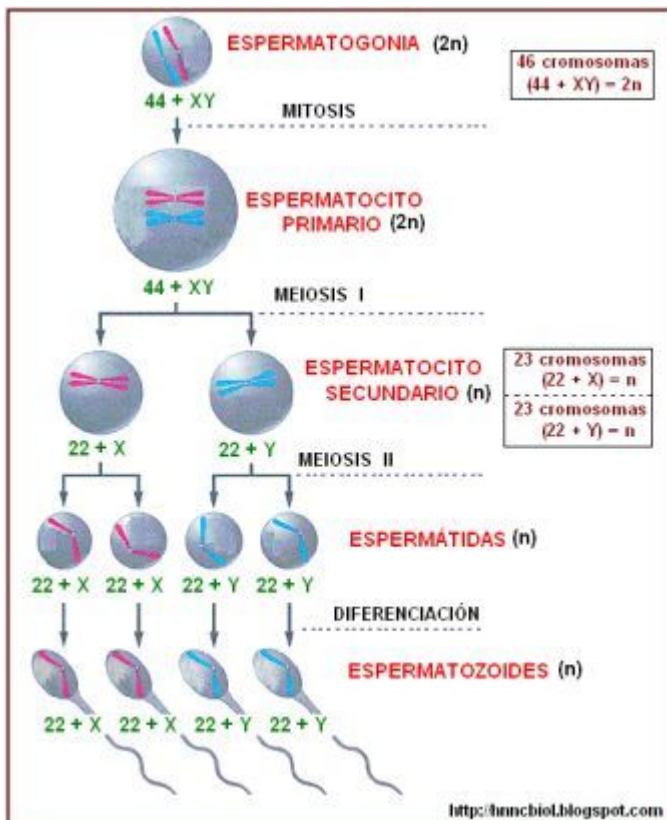 ESPERMATOGONIA (2n)
46 cromosomas
(44 + XY) = 2n
44 + XY
MITOSIS
ESPERMATOCITO
PRIMARIO (2n)
44 + XY
MEIOSIS I
ESPERMATOCITO
SECUNDARIO (n)
23 cromosomas
(22 + X) = n
23 cromosomas
(22 + Y) = n
22 + X
22 + Y
MEIOSIS II
ESPERMÁTIDAS (n)
22 + X 22 + X 22 + Y 22 + Y
DIFERENCIACIÓN
ESPERMATOZOIDES (n)
22 + X 22 + X 22 + Y 22 + Y
http://hnncbiol.blogspot.com